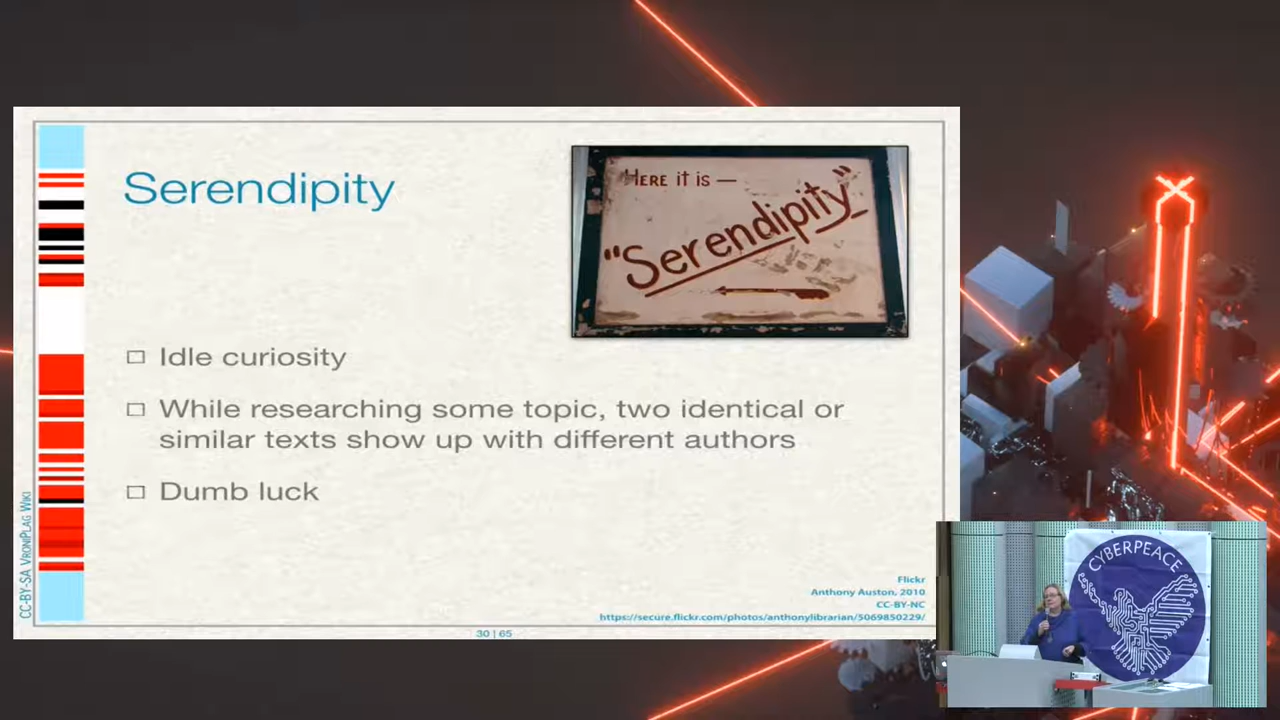 Serendipity
HERE it is —
"Serendipity"
Idle curiosity
While researching some topic, two identical or
similar texts show up with different authors
Dumb luck
CC-BY-SA VRONIPLAG WIKI
Flickr
Anthony Auston, 2010
CC-BY-NC
https://secure.flickr.com/photos/anthonylibrarian/5069850229/
30 | 65
CYBERPEACE